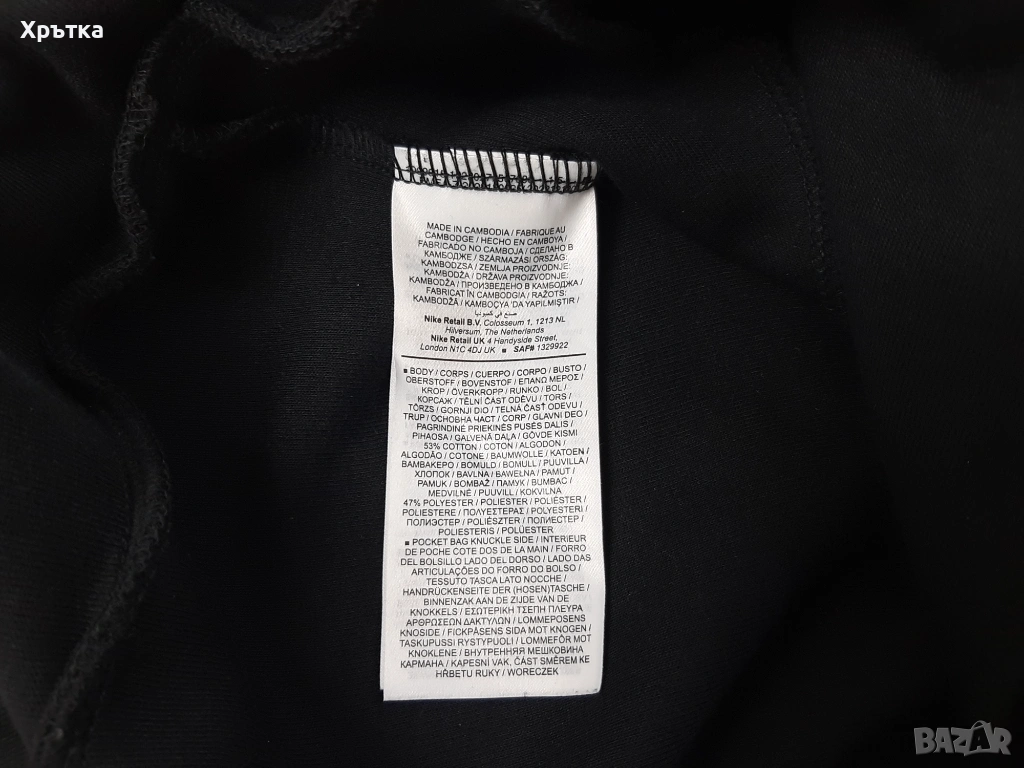 Хрътка
MADE IN CAMBODIA / FABRIQUE AU
CAMBODGE / HECHO EN CAMBOYA /
FABRICADO NO CAMBOJA / СДЕЛАНО В
КАМБОДЖЕ / SZÁRMAZÁSI ORSZÁG:
KAMBODZSA / ZEMLJA PROIZVODNJE:
KAMBODŽA / DRŽAVA PROIZVODNJE:
KAMBODŽA / ПРОИЗВЕДЕНО В КАМБОДЖА /
FABRICAT ÎN CAMBODGIA / RAŽOTS:
KAMBODŽĀ / KAMBOÇYA 'DA YAPILMIŞTIR /
صنع في كمبوديا
Nike Retail B.V. Colosseum 1, 1213 NL
Hilversum, The Netherlands
Nike Retail UK 4 Handyside Street,
London N1C 4DJ UK ■ SAF# 1329922
■ BODY / CORPS / CUERPO / CORPO / BUSTO /
OBERSTOFF / BOVENSTOF / ΕΠΑΝΩ ΜΕΡΟΣ /
KROP / ÖVERKROPP / RUNKO / BOL /
КОРСАЖ / TĚLNÍ ČÁST ODĚVU / TORS /
TÖRZS / GORNJI DIO / TELNÁ ČASŤ ODEVU /
TRUP / ОСНОВНА ЧАСТ / CORP / GLAVNI DEO /
PAGRINDINĖ PRIEKINĖS PUSĖS DALIS /
PIHAOSA / GALVENĀ DAĻA / GÖVDE KISMI
53% COTTON / COTON / ALGODON /
ALGODÃO / COTONE / BAUMWOLLE / KATOEN /
ΒΑΜΒΑΚΕΡΟ / BOMULD / BOMULL / PUUVILLA /
ХЛОПОК / BAVLNA / BAWEŁNA / PAMUT /
PAMUK / BOMBAŽ / ПАМУК / BUMBAC /
MEDVILNĖ / PUUVILL / KOKVILNA
47% POLYESTER / POLIESTER / POLIÉSTER /
POLIESTERE / ΠΟΛΥΕΣΤΕΡΑΣ / POLYESTERI /
ПОЛИЭСТЕР / POLIÉSZTER / ПОЛИЕСТЕР /
POLIESTERIS / POLÜESTER
■ POCKET BAG KNUCKLE SIDE / INTERIEUR
DE POCHE COTE DOS DE LA MAIN / FORRO
DEL BOLSILLO LADO DEL DORSO / LADO DAS
ARTICULAÇÕES DO FORRO DO BOLSO /
TESSUTO TASCA LATO NOCCHE /
HANDRÜCKENSEITE DER (HOSEN)TASCHE /
BINNENZAK AAN DE ZIJDE VAN DE
KNOKKELS / ΕΣΩΤΕΡΙΚΗ ΤΣΕΠΗ ΠΛΕΥΡΑ
ΑΡΘΡΩΣΕΩΝ ΔΑΚΤΥΛΩΝ / LOMMEPOSENS
KNOSIDE / FICKPÅSENS SIDA MOT KNOGEN /
TASKUPUSSI RYSTYPUOLI / LOMMEFÔR MOT
KNOKLENE / ВНУТРЕННЯЯ МЕШКОВИНА
КАРМАНА / KAPESNÍ VAK, ČÁST SMĚREM KE
HŘBETU RUKY / WORECZEK
BAZAR